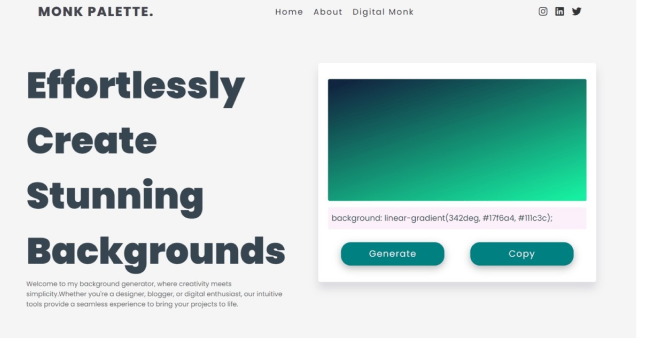 MONK PALETTE.
Home About Digital Monk
Effortlessly
Create
Stunning
Backgrounds
Welcome to my background generator, where creativity meets
simplicity.Whether you're a designer, blogger, or digital enthusiast, our intuitive
tools provide a seamless experience to bring your projects to life.
background: linear-gradient(342deg, #17f6a4, #111c3c);
Generate
Copy